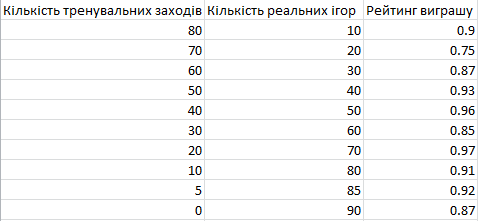 Кількість тренувальних заходів Кількість реальних ігор Рейтинг виграшу
80 10 0.9
70 20 0.75
60 30 0.87
50 40 0.93
40 50 0.96
30 60 0.85
20 70 0.97
10 80 0.91
5 85 0.92
0 90 0.87